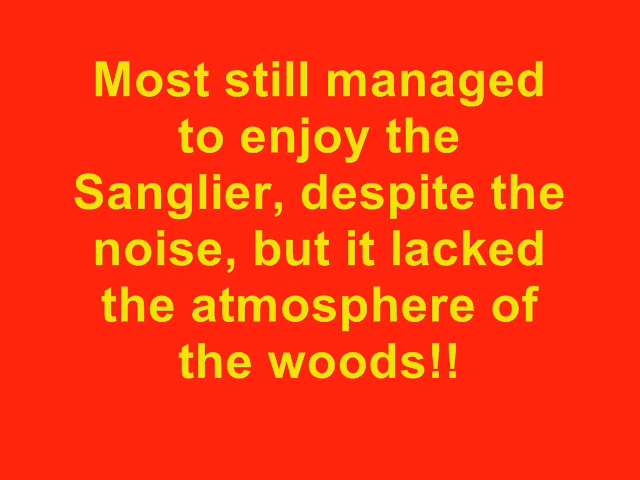 Most still managed
to enjoy the
Sanglier, despite the
noise, but it lacked
the atmosphere of
the woods!!